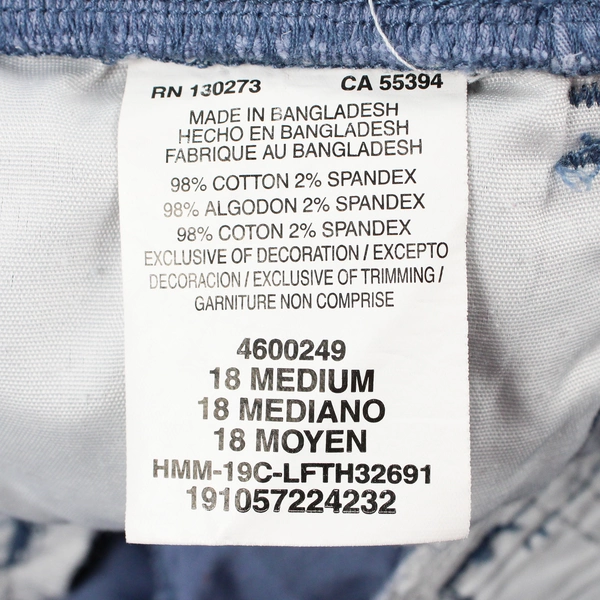 RN 130273 CA 55394
MADE IN BANGLADESH
HECHO EN BANGLADESH
FABRIQUE AU BANGLADESH
98% COTTON 2% SPANDEX
98% ALGODON 2% SPANDEX
98% COTON 2% SPANDEX
EXCLUSIVE OF DECORATION / EXCEPTO
DECORACION / EXCLUSIVE OF TRIMMING /
GARNITURE NON COMPRISE
4600249
18 MEDIUM
18 MEDIANO
18 MOYEN
HMM-19C-LFTH32691
191057224232